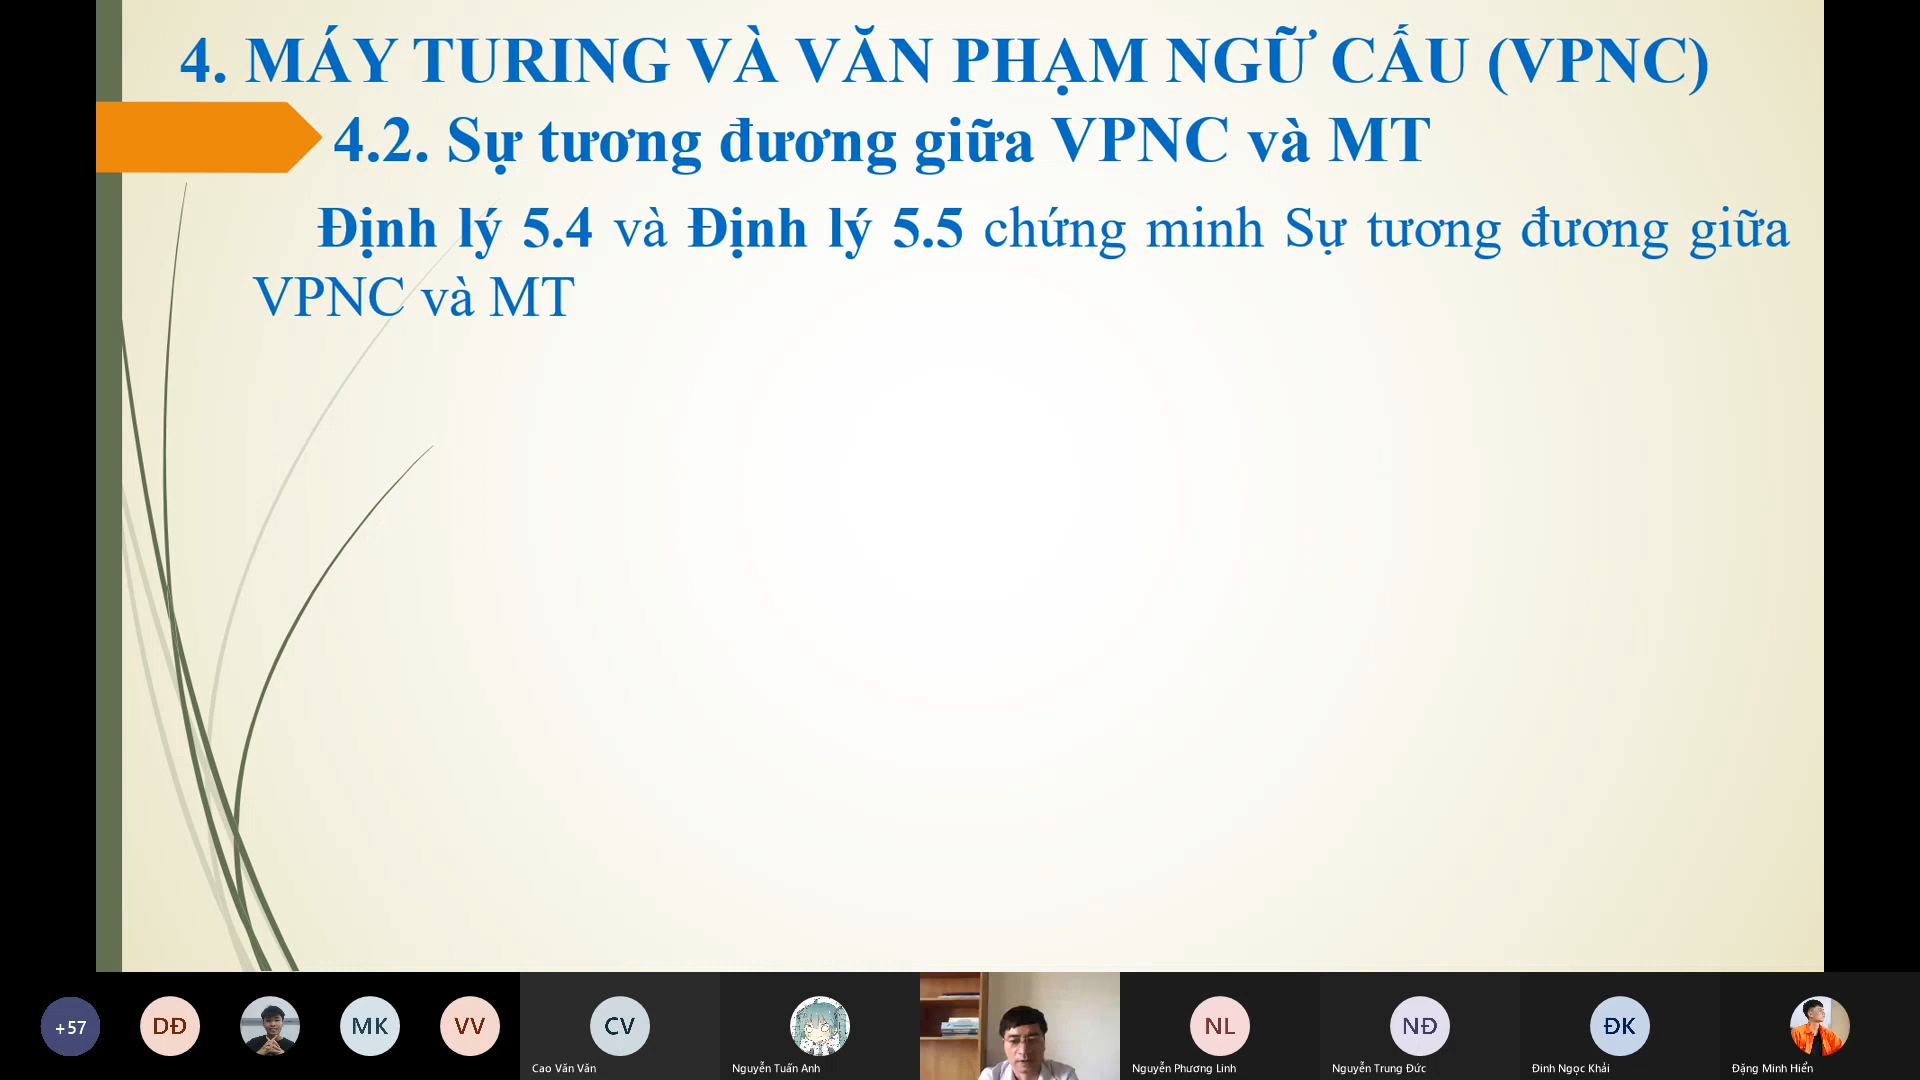 4. MÁY TURING VÀ VĂN PHẠM NGỮ CẤU (VPNC)
4.2. Sự tương đương giữa VPNC và MT
Định lý 5.4 và Định lý 5.5 chứng minh Sự tương đương giữa
VPNC và MT
+57
DĐ
MK
VV
CV
NL
NĐ
ĐK
Cao Văn Văn
Nguyễn Tuấn Anh
Nguyễn Phương Linh
Nguyễn Trung Đức
Đinh Ngọc Khải
Đặng Minh Hiển